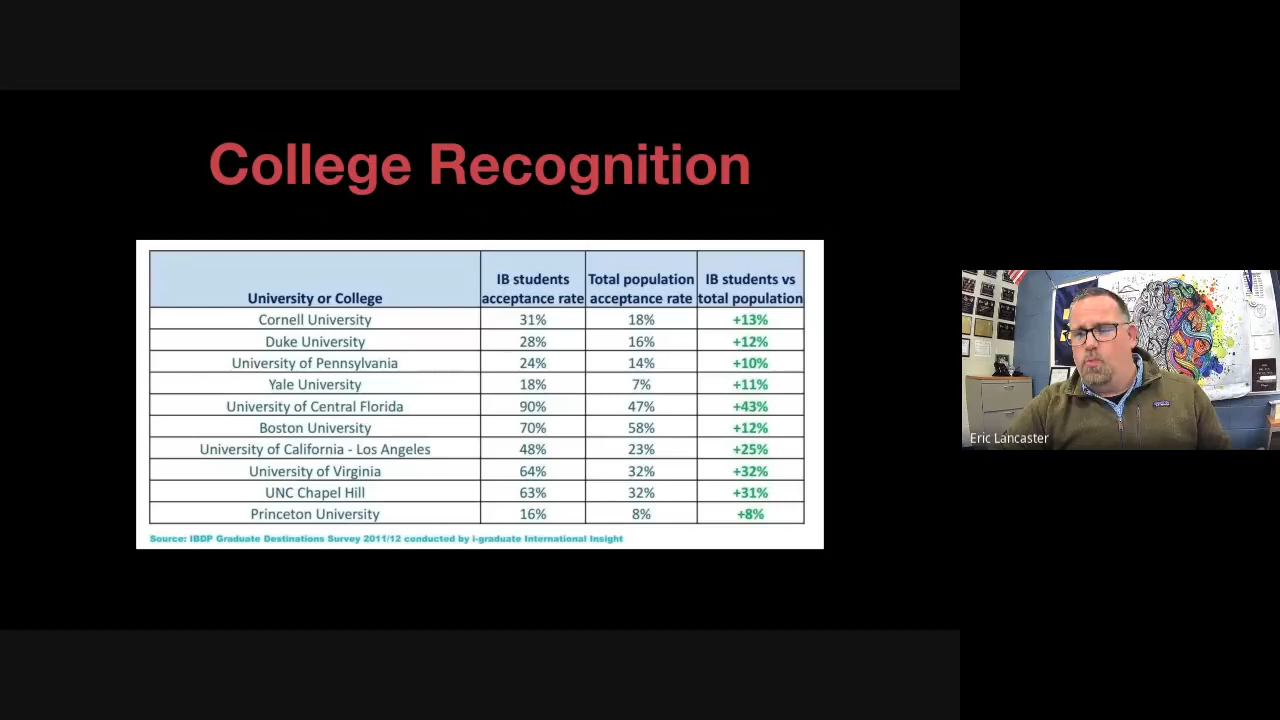 College Recognition
University or College IB students acceptance rate Total population acceptance rate IB students vs total population
Cornell University 31% 18% +13%
Duke University 28% 16% +12%
University of Pennsylvania 24% 14% +10%
Yale University 18% 7% +11%
University of Central Florida 90% 47% +43%
Boston University 70% 58% +12%
University of California - Los Angeles 48% 23% +25%
University of Virginia 64% 32% +32%
UNC Chapel Hill 63% 32% +31%
Princeton University 16% 8% +8%
Source: IBDP Graduate Destinations Survey 2011/12 conducted by i-graduate International Insight
Eric Lancaster